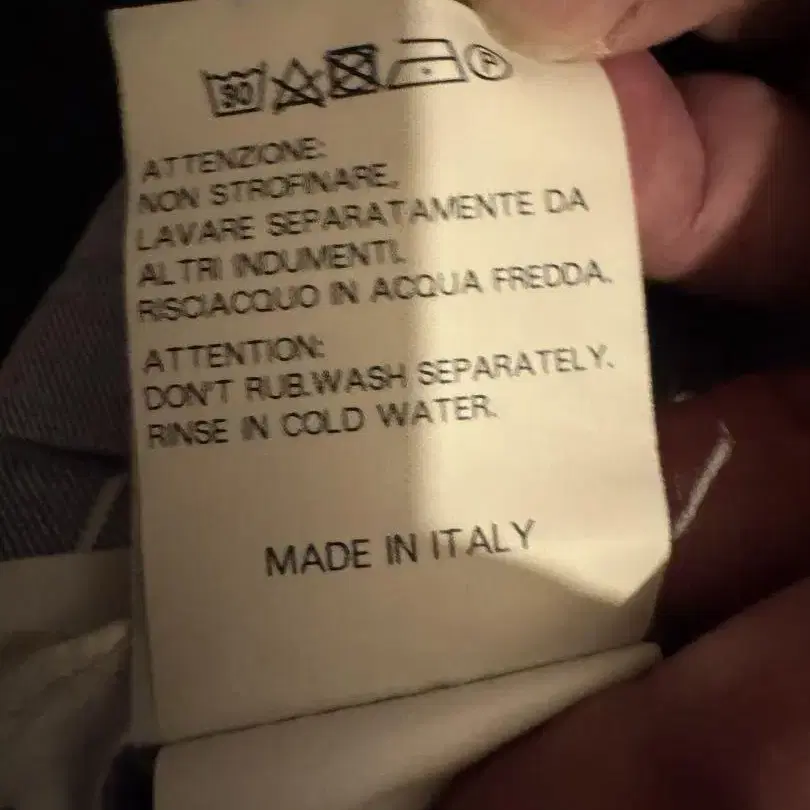 30 P
ATTENZIONE:
NON STROFINARE,
LAVARE SEPARATAMENTE DA
ALTRI INDUMENTI.
RISCIACQUO IN ACQUA FREDDA.
ATTENTION:
DON'T RUB.WASH SEPARATELY.
RINSE IN COLD WATER.
MADE IN ITALY